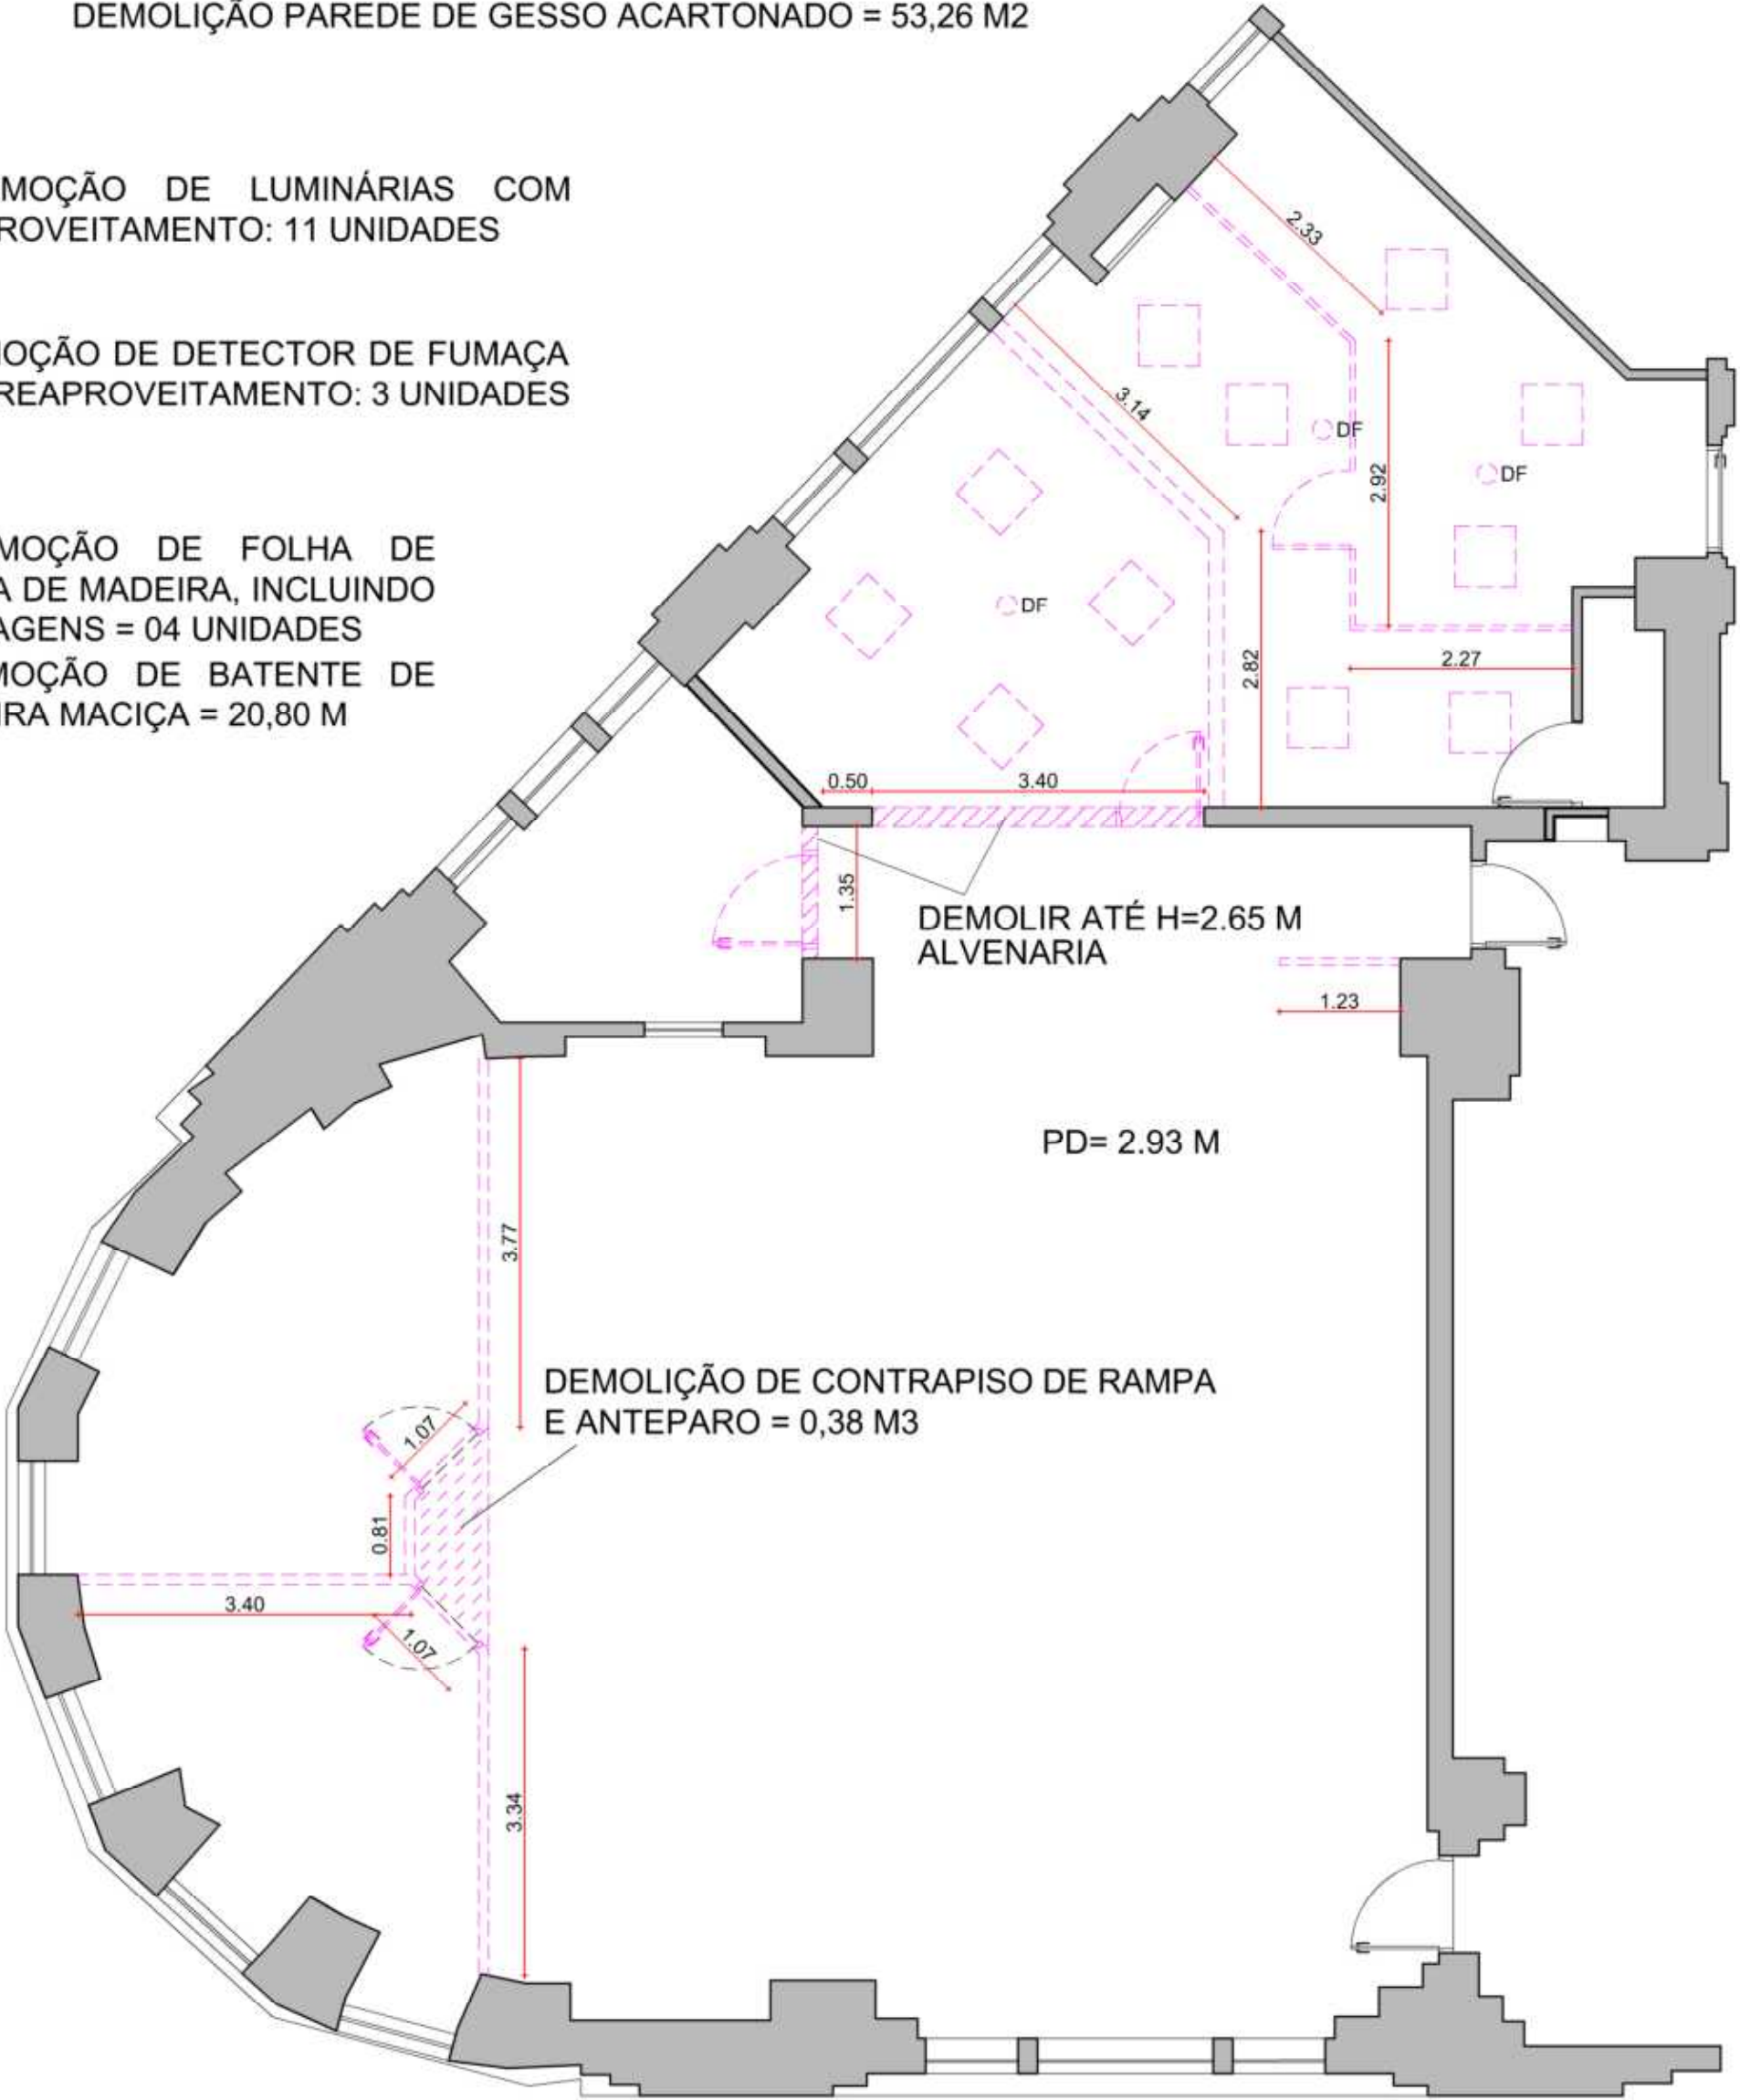 DEMOLIÇÃO PAREDE DE GESSO ACARTONADO = 53,26 M2
MOÇÃO DE LUMINÁRIAS COM
ROVEITAMENTO: 11 UNIDADES
OÇÃO DE DETECTOR DE FUMAÇA
REAPROVEITAMENTO: 3 UNIDADES
MOÇÃO DE FOLHA DE
A DE MADEIRA, INCLUINDO
AGENS = 04 UNIDADES
MOÇÃO DE BATENTE DE
IRA MACIÇA = 20,80 M
2.33
3.14
DF
2.92
DF
DF
2.82
2.27
0.50
3.40
1.35
DEMOLIR ATÉ H=2.65 M
ALVENARIA
1.23
PD= 2.93 M
3.77
DEMOLIÇÃO DE CONTRAPISO DE RAMPA
E ANTEPARO = 0,38 M3
1.07
0.81
3.40
1.07
3.34